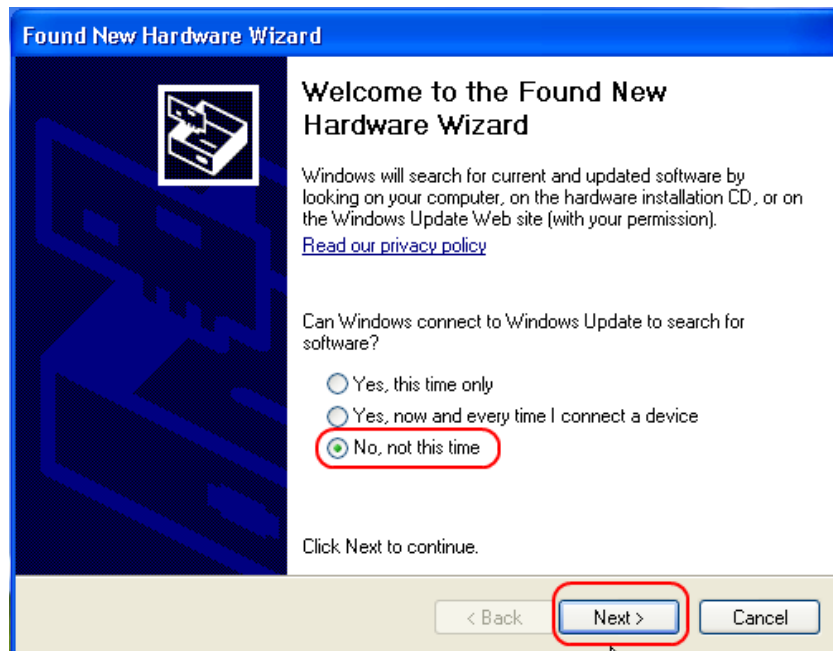 Found New Hardware Wizard
Welcome to the Found New
Hardware Wizard
Windows will search for current and updated software by
looking on your computer, on the hardware installation CD, or on
the Windows Update Web site (with your permission).
Read our privacy policy
Can Windows connect to Windows Update to search for
software?
Yes, this time only
Yes, now and every time I connect a device
No, not this time
Click Next to continue.
< Back Next > Cancel